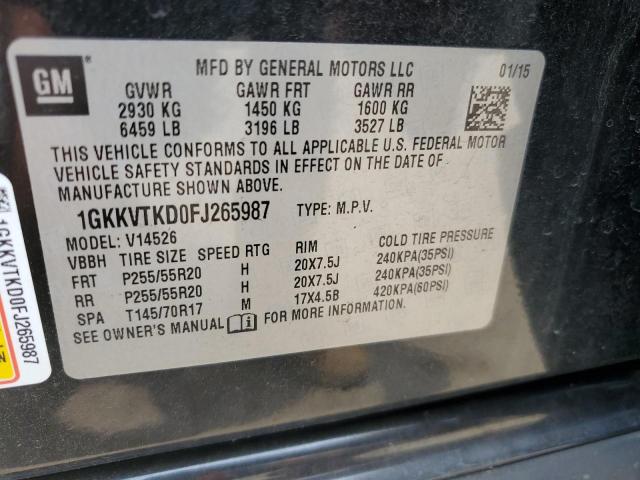 GM
MFD BY GENERAL MOTORS LLC 01/15
GVWR GAWR FRT GAWR RR
2930 KG 1450 KG 1600 KG
6459 LB 3196 LB 3527 LB
THIS VEHICLE CONFORMS TO ALL APPLICABLE U.S. FEDERAL MOTOR
VEHICLE SAFETY STANDARDS IN EFFECT ON THE DATE OF
MANUFACTURE SHOWN ABOVE.
1GKKVTKD0FJ265987 TYPE: M.P.V.
MODEL: V14526
VBBH TIRE SIZE SPEED RTG RIM COLD TIRE PRESSURE
FRT P255/55R20 H 20X7.5J 240KPA(35PSI)
RR P255/55R20 H 20X7.5J 240KPA(35PSI)
SPA T145/70R17 M 17X4.5B 420KPA(60PSI)
SEE OWNER'S MANUAL FOR MORE INFORMATION.
1GKKVTKD0FJ265987